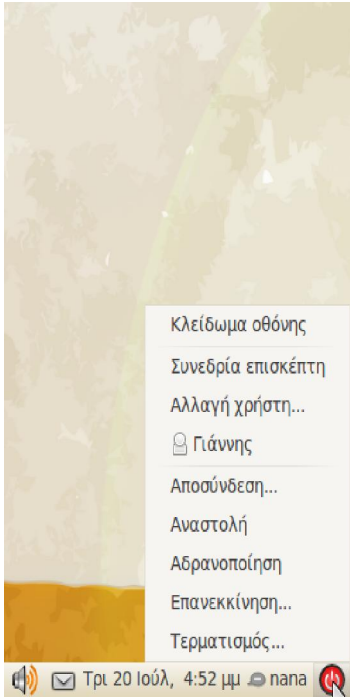 Κλείδωμα οθόνης
Συνεδρία επισκέπτη
Αλλαγή χρήστη...
Γιάννης
Αποσύνδεση...
Αναστολή
Αδρανοποίηση
Επανεκκίνηση...
Τερματισμός...
Τρι 20 Ιούλ, 4:52 μμ nana